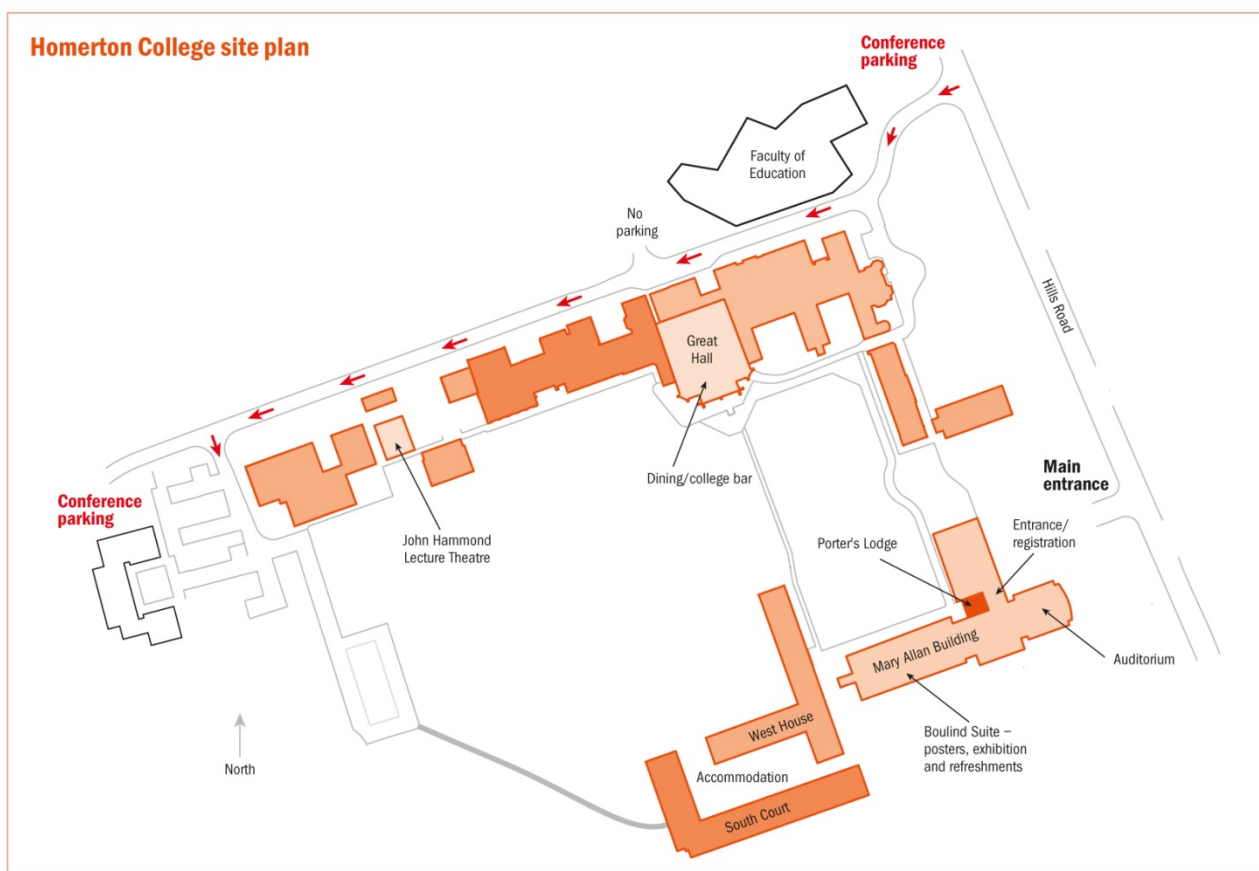 Homerton College site plan
Conference
parking
Faculty of
Education
No
parking
Hills Road
Great
Hall
Dining/college bar
Main
entrance
Conference
parking
John Hammond
Lecture Theatre
Entrance/
registration
Porter's Lodge
Mary Allan Building
Auditorium
West House
Boulind Suite –
posters, exhibition
and refreshments
North
Accommodation
South Court